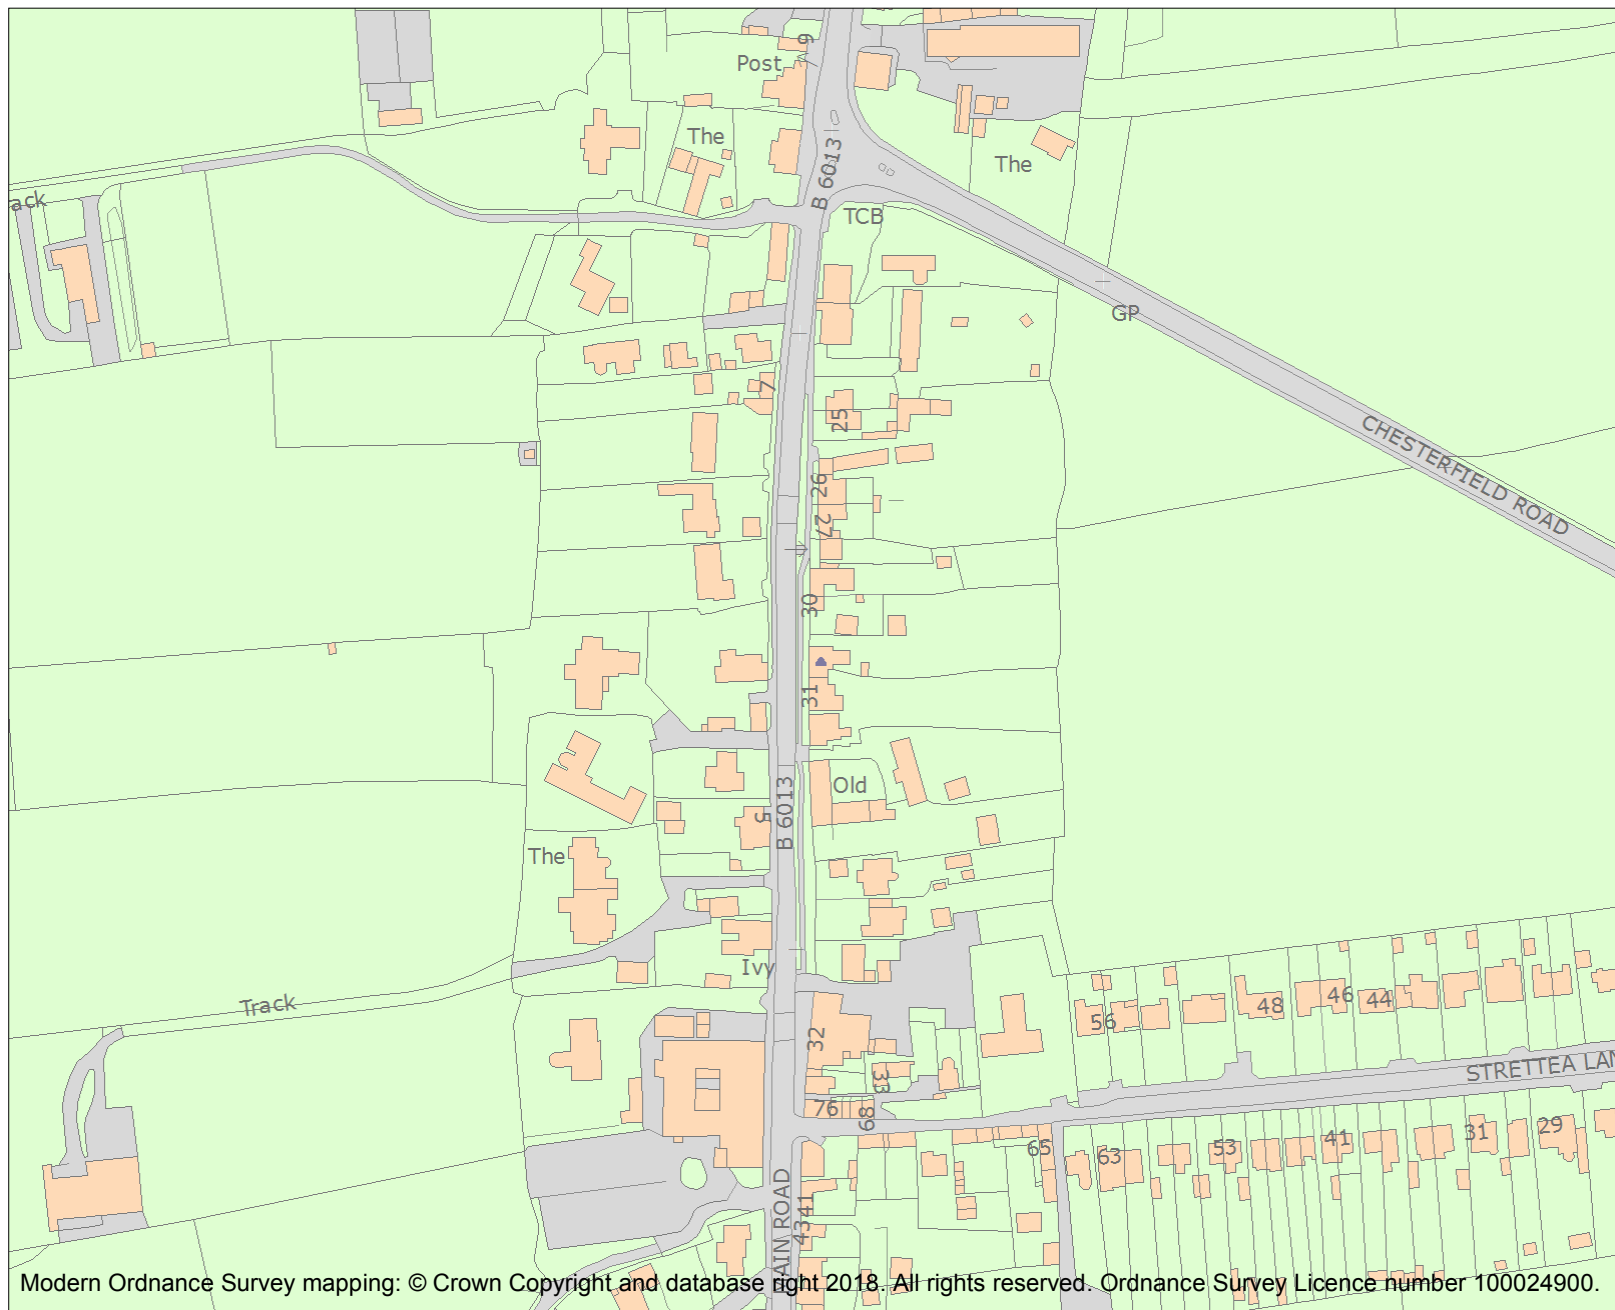 9
Post
The
The
B 6013
ack
TCB
GP
7
25
CHESTERFIELD ROAD
26
27
30
31
Old
B 6013
5
The
Ivy
Track
48
46
44
56
32
33
STRETTEA LAN
76
68
65
63
53
41
31
29
AIN ROAD
4341
Modern Ordnance Survey mapping: © Crown Copyright and database right 2018. All rights reserved. Ordnance Survey Licence number 100024900.